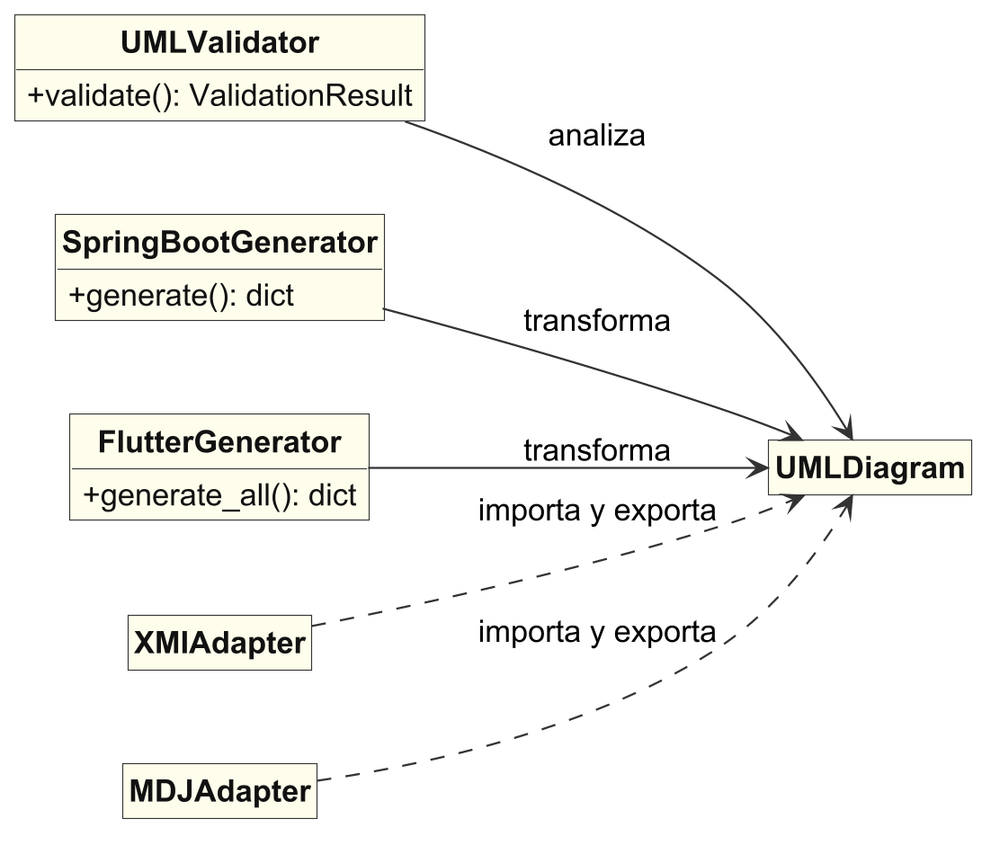 UMLValidator
+validate(): ValidationResult
analiza
SpringBootGenerator
+generate(): dict
transforma
FlutterGenerator
+generate_all(): dict
transforma
UMLDiagram
importa y exporta
XMIAdapter
importa y exporta
MDJAdapter